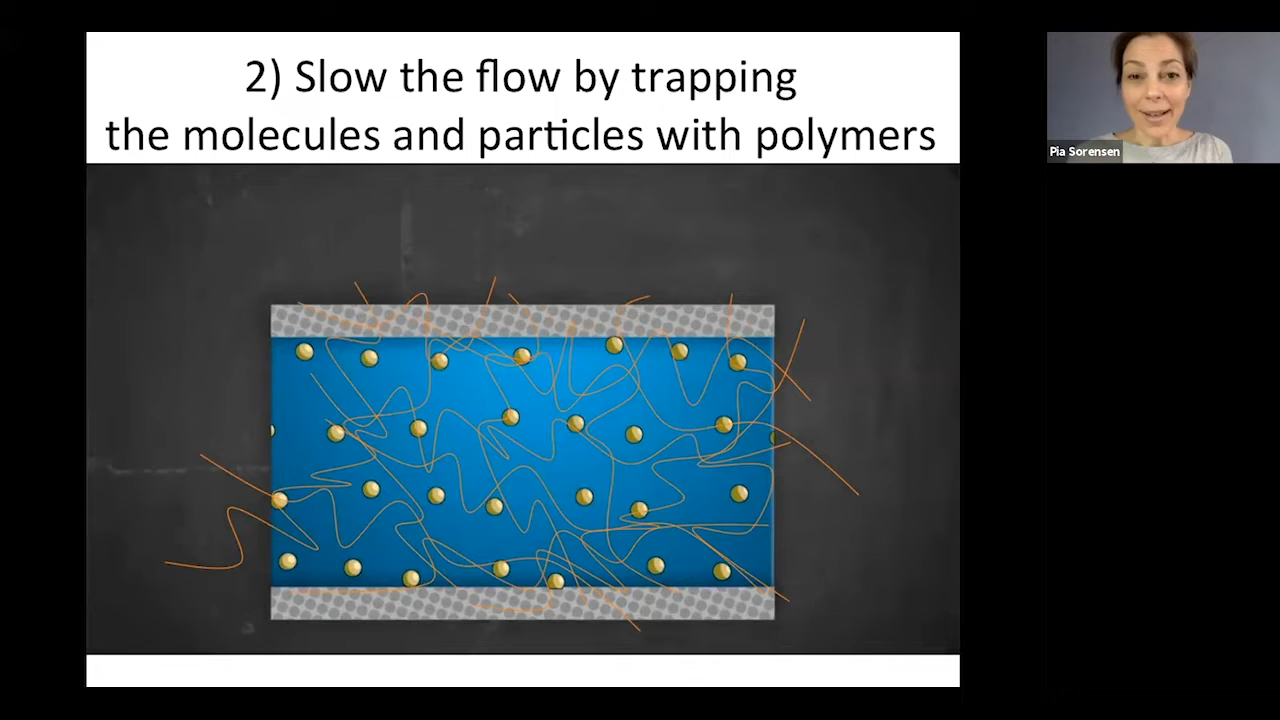 2) Slow the flow by trapping
the molecules and particles with polymers
Pia Sorensen